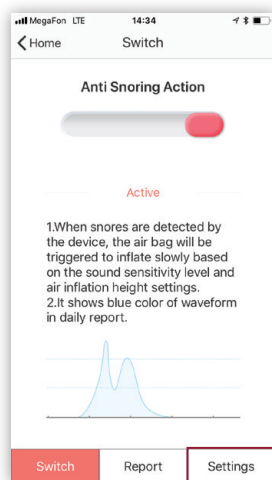 MegaFon LTE 14:34
Home Switch
Anti Snoring Action
Active
1.When snores are detected by
the device, the air bag will be
triggered to inflate slowly based
on the sound sensitivity level and
air inflation height settings.
2.It shows blue color of waveform
in daily report.
Switch Report Settings